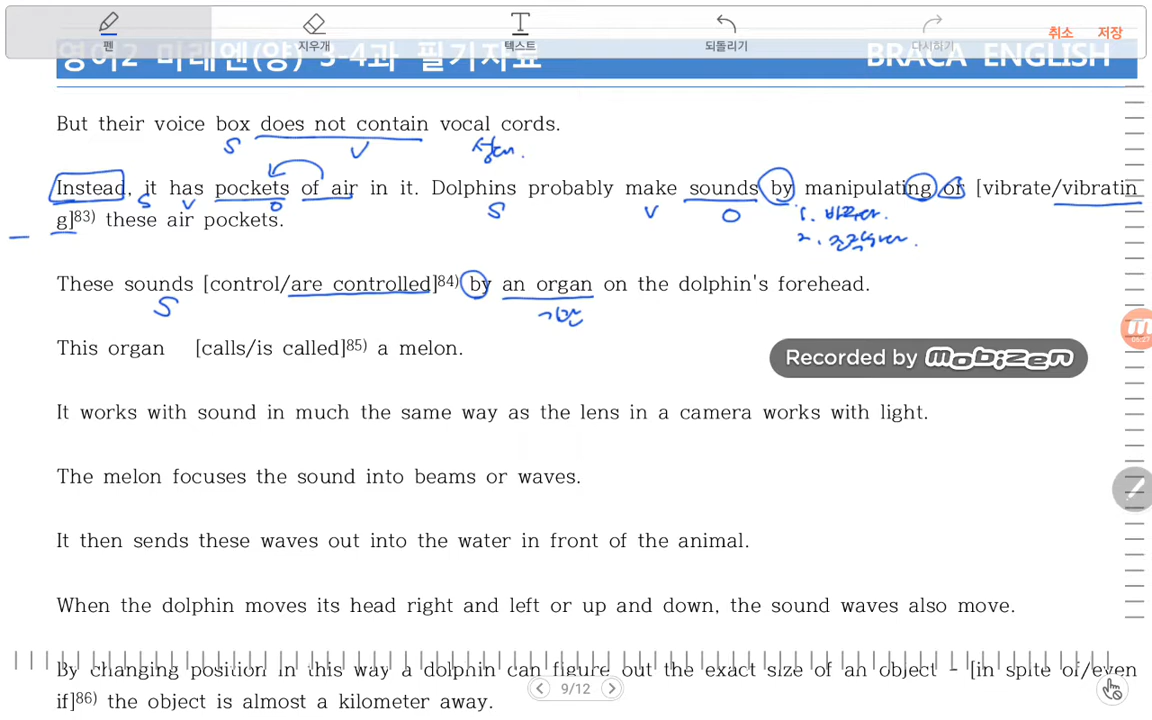 펜
지우개
텍스트
되돌리기
다시하기
취소
저장
영어2 미래엔(양) 3-4과 필기자료 BRACA ENGLISH
But their voice box does not contain vocal cords.
S V 성대.
Instead, it has pockets of air in it. Dolphins probably make sounds by manipulating or [vibrate/vibratin
S V O S V O 1. 바꾸다.
g]83) these air pockets.
2. 조작하다.
These sounds [control/are controlled]84) by an organ on the dolphin's forehead.
S 기관
This organ [calls/is called]85) a melon.
Recorded by mobizen
05:27
It works with sound in much the same way as the lens in a camera works with light.
The melon focuses the sound into beams or waves.
It then sends these waves out into the water in front of the animal.
When the dolphin moves its head right and left or up and down, the sound waves also move.
By changing position in this way a dolphin can figure out the exact size of an object - [in spite of/even
if]86) the object is almost a kilometer away.
9/12